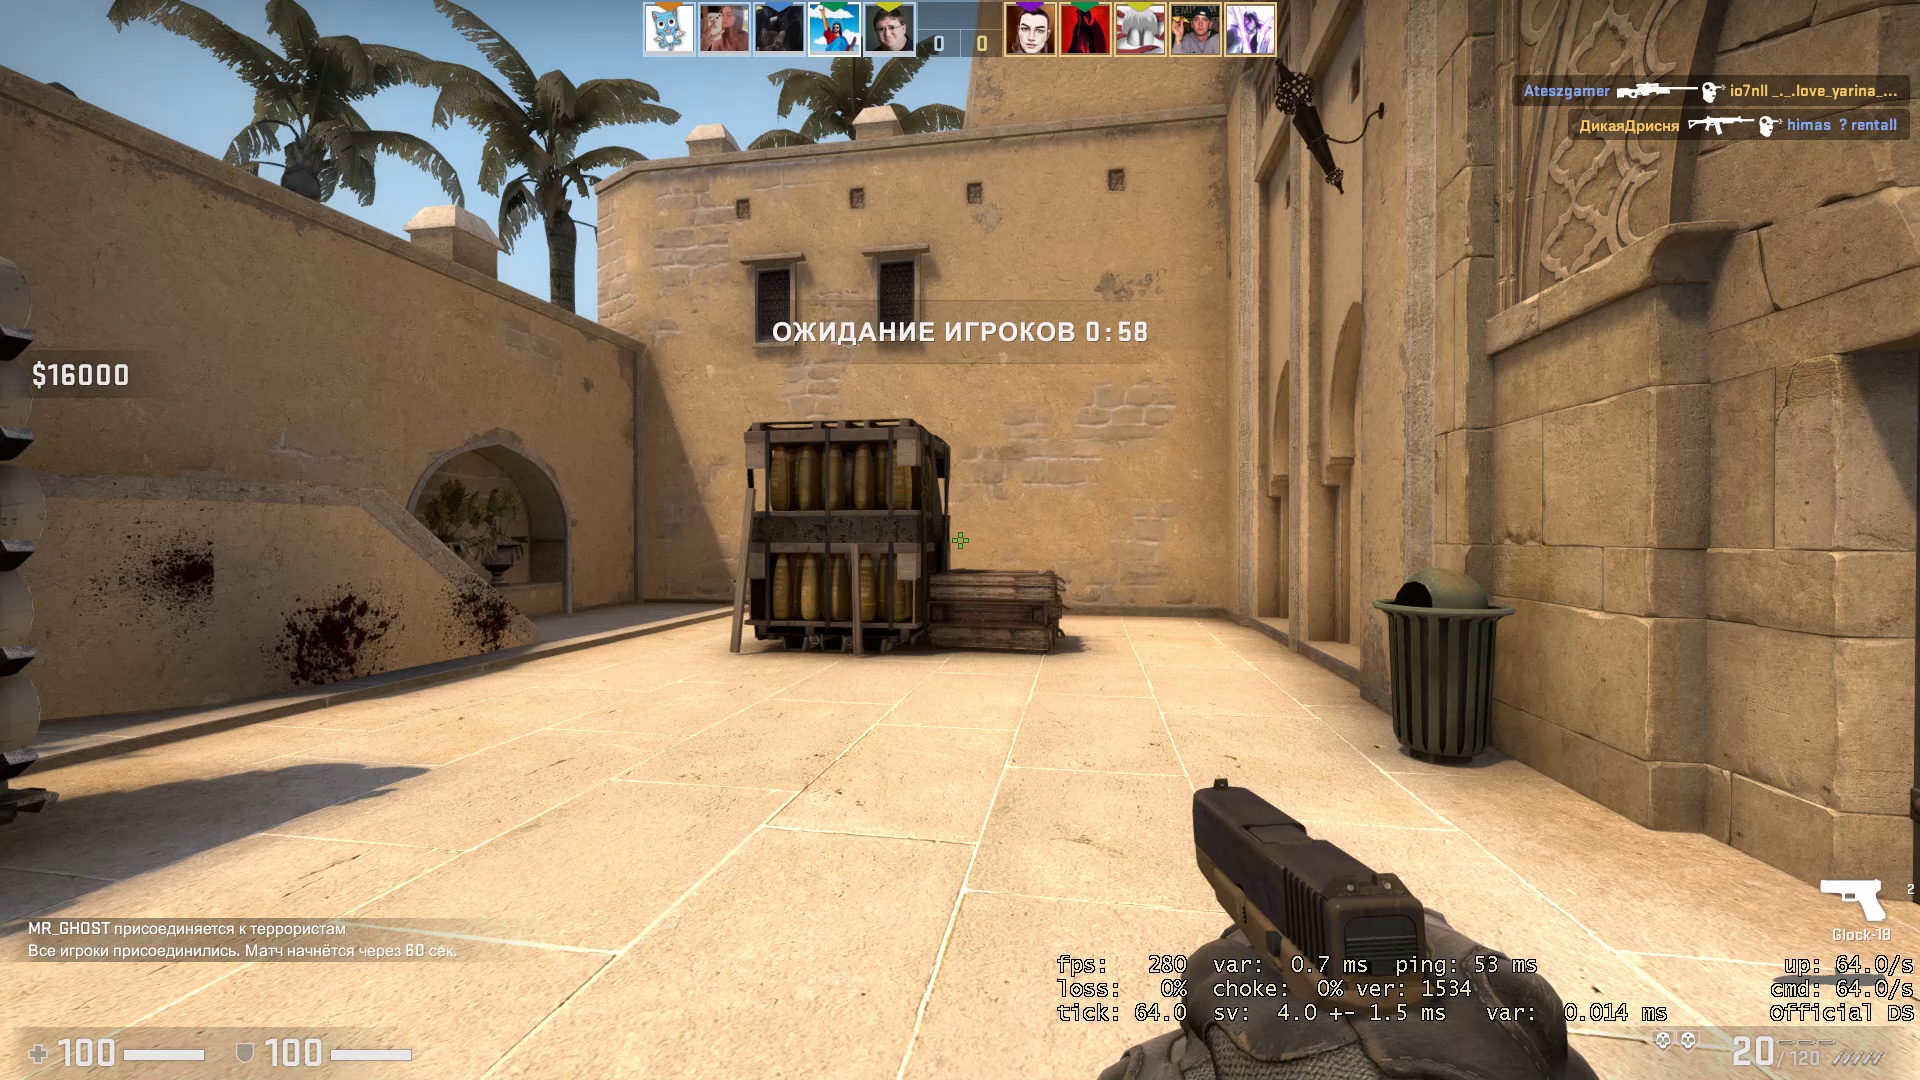 0 0
Ateszgamer io7nll _._.love_yarina_...
ДикаяДрисня himas ? rentall
ОЖИДАНИЕ ИГРОКОВ 0:58
$16000
2
Glock-18
MR_GHOST присоединяется к террористам
Все игроки присоединились. Матч начнётся через 60 сек.
fps: 280 var: 0.7 ms ping: 53 ms up: 64.0/s
loss: 0% choke: 0% ver: 1534 cmd: 64.0/s
tick: 64.0 sv: 4.0 +- 1.5 ms var: 0.014 ms Official DS
100 100 20 / 120